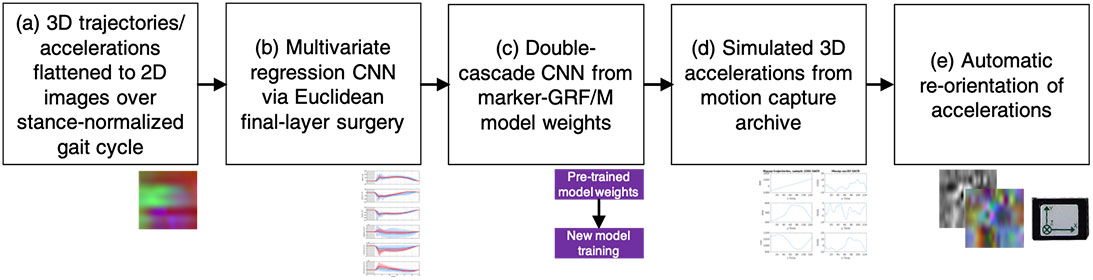 (a) 3D trajectories/
accelerations
flattened to 2D
images over
stance-normalized
gait cycle
(b) Multivariate
regression CNN
via Euclidean
final-layer surgery
(c) Double-
cascade CNN from
marker-GRF/M
model weights
(d) Simulated 3D
accelerations from
motion capture
archive
(e) Automatic
re-orientation of
accelerations
Pre-trained
model weights
New model
training